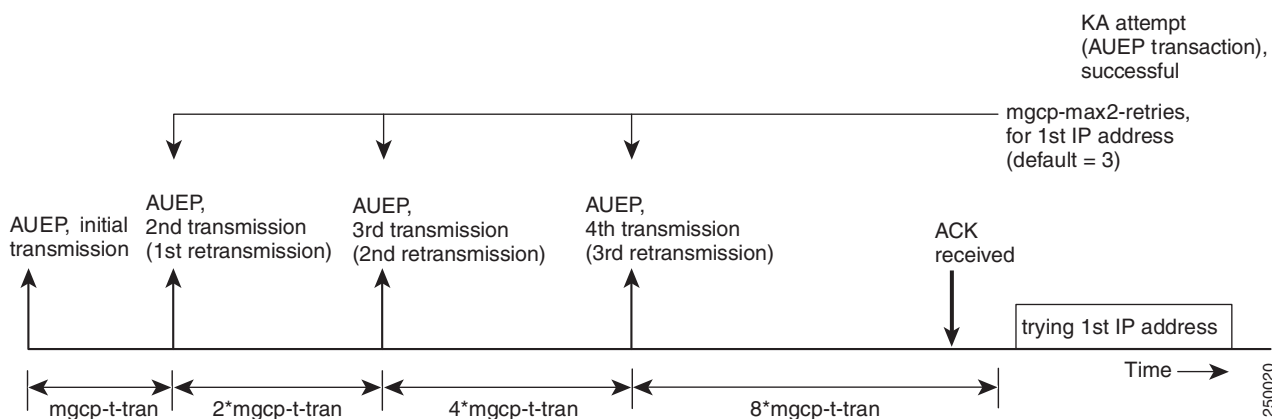 KA attempt
(AUEP transaction),
successful
mgcp-max2-retries,
for 1st IP address
(default = 3)
AUEP, initial
transmission
AUEP,
2nd transmission
(1st retransmission)
AUEP,
3rd transmission
(2nd retransmission)
AUEP,
4th transmission
(3rd retransmission)
ACK
received
trying 1st IP address
Time
mgcp-t-tran
2*mgcp-t-tran
4*mgcp-t-tran
8*mgcp-t-tran
250020